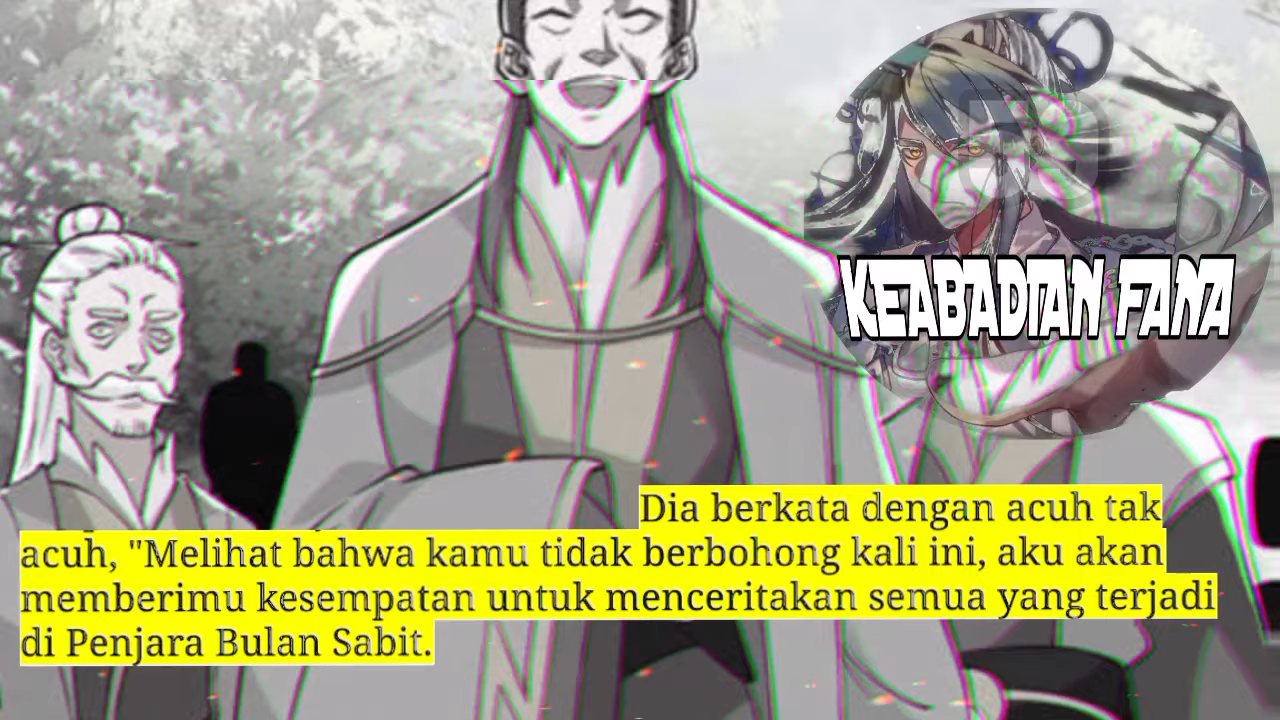 KEABADIAN FANA
Dia berkata dengan acuh tak
acuh, "Melihat bahwa kamu tidak berbohong kali ini, aku akan
memberimu kesempatan untuk menceritakan semua yang terjadi
di Penjara Bulan Sabit.